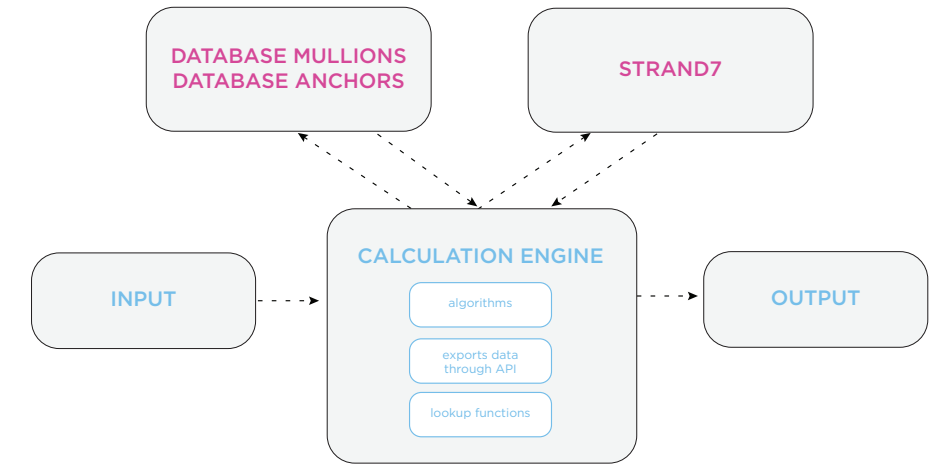 DATABASE MULLIONS
DATABASE ANCHORS
STRAND7
CALCULATION ENGINE
INPUT
algorithms
OUTPUT
exports data
through API
lookup functions